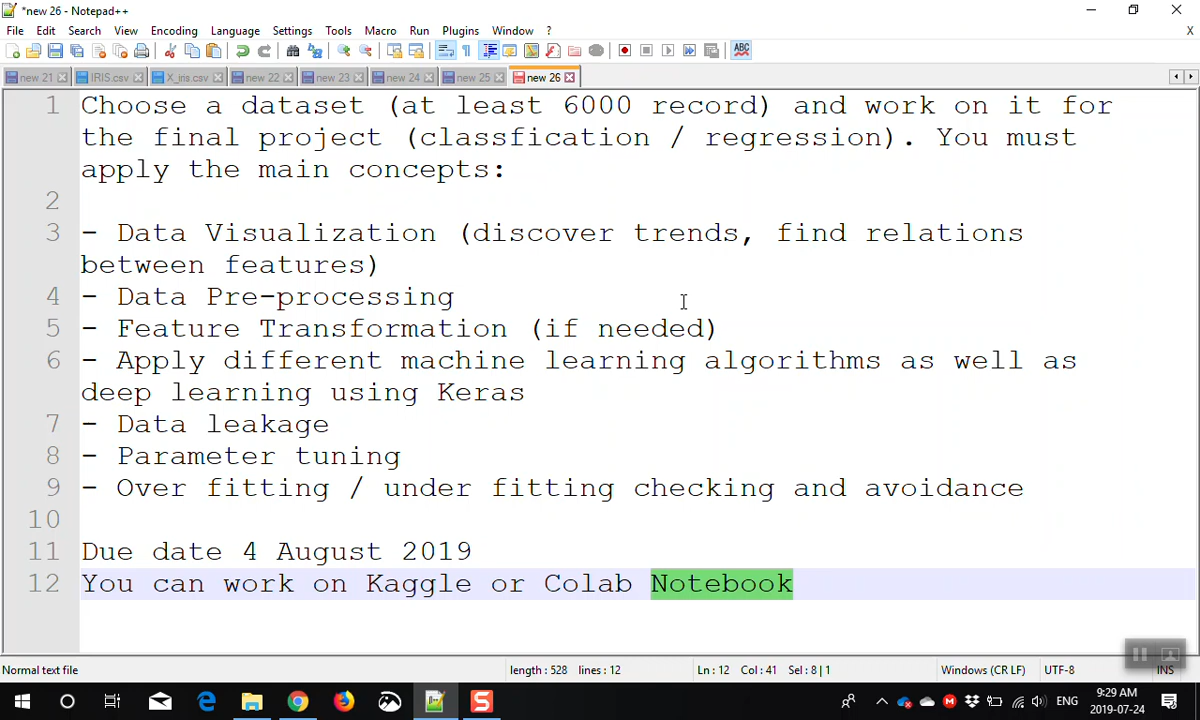 *new 26 - Notepad++
File Edit Search View Encoding Language Settings Tools Macro Run Plugins Window ?
X
new 21 IRIS.csv X_iris.csv new 22 new 23 new 24 new 25 new 26
1 Choose a dataset (at least 6000 record) and work on it for
the final project (classfication / regression). You must
apply the main concepts:
2
3 - Data Visualization (discover trends, find relations
between features)
4 - Data Pre-processing
5 - Feature Transformation (if needed)
6 - Apply different machine learning algorithms as well as
deep learning using Keras
7 - Data leakage
8 - Parameter tuning
9 - Over fitting / under fitting checking and avoidance
10
11 Due date 4 August 2019
12 You can work on Kaggle or Colab Notebook
Normal text file length : 528 lines : 12 Ln : 12 Col : 41 Sel : 8 | 1 Windows (CR LF) UTF-8 INS
ENG 9:29 AM
2019-07-24